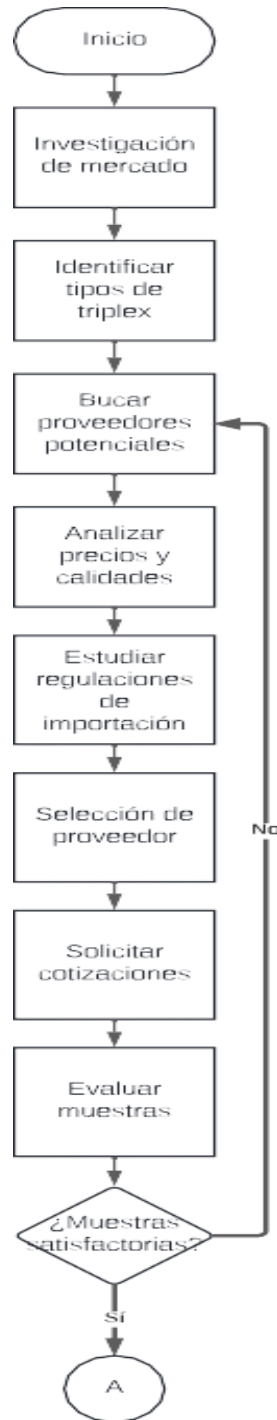 Inicio
Investigación
de mercado
Identificar
tipos de
triplex
Bucar
proveedores
potenciales
Analizar
precios y
calidades
Estudiar
regulaciones
de
importación
Selección de
proveedor
No
Solicitar
cotizaciones
Evaluar
muestras
¿Muestras
satisfactorias?
Sí
A